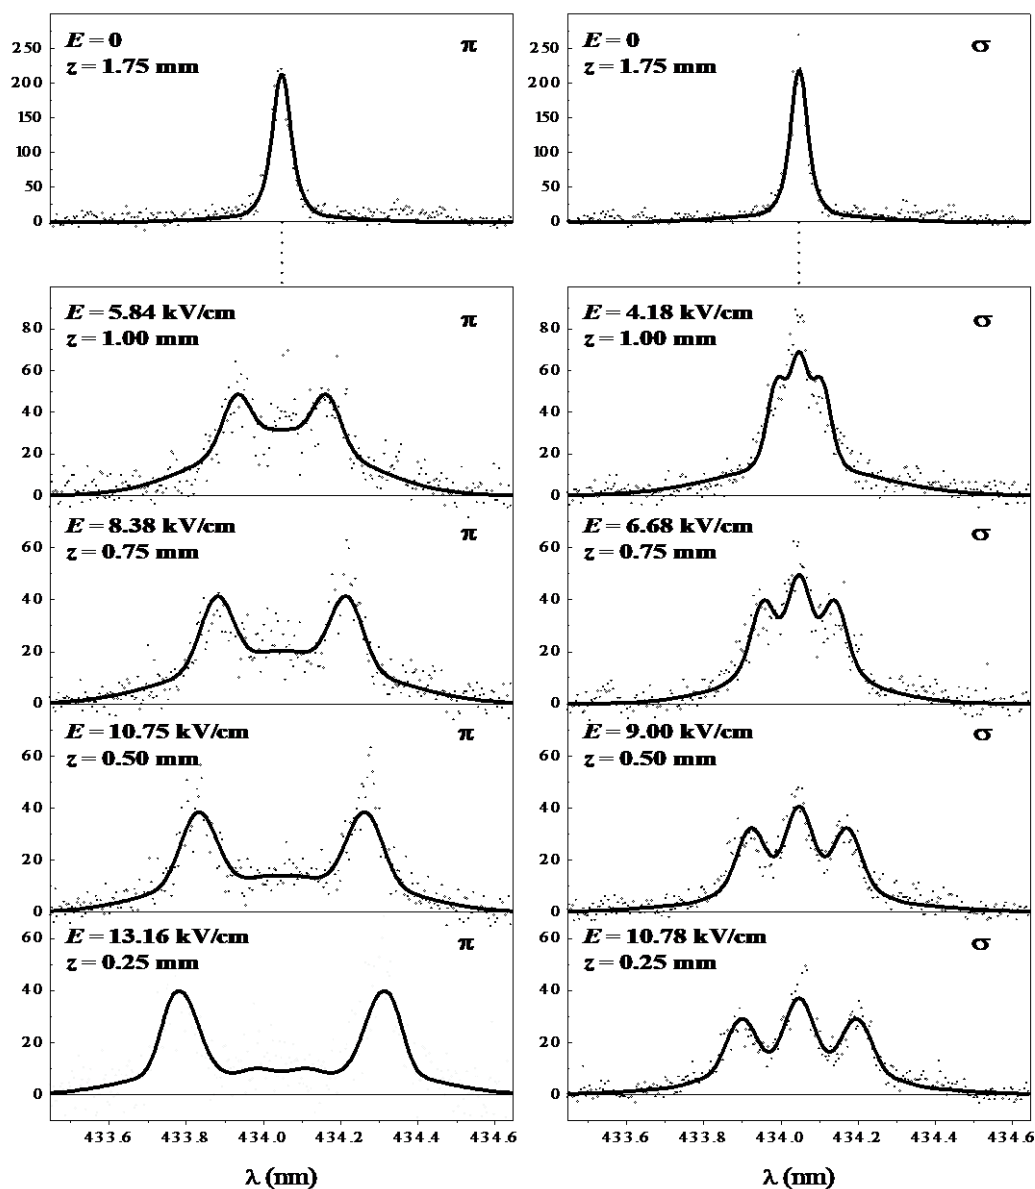 E = 0
z = 1.75 mm
π
250
200
150
100
50
0
E = 0
z = 1.75 mm
σ
250
200
150
100
50
0
E = 5.84 kV/cm
z = 1.00 mm
π
80
60
40
20
0
E = 4.18 kV/cm
z = 1.00 mm
σ
80
60
40
20
0
E = 8.38 kV/cm
z = 0.75 mm
π
60
40
20
0
E = 6.68 kV/cm
z = 0.75 mm
σ
60
40
20
0
E = 10.75 kV/cm
z = 0.50 mm
π
60
40
20
0
E = 9.00 kV/cm
z = 0.50 mm
σ
60
40
20
0
E = 13.16 kV/cm
z = 0.25 mm
π
60
40
20
0
E = 10.78 kV/cm
z = 0.25 mm
σ
60
40
20
0
433.6 433.8 434.0 434.2 434.4 434.6
433.6 433.8 434.0 434.2 434.4 434.6
λ (nm)
λ (nm)